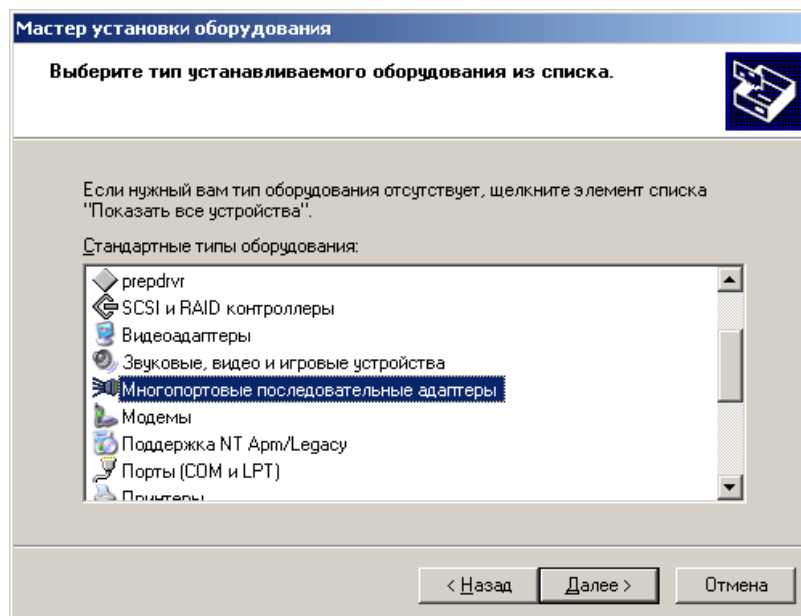 Мастер установки оборудования
Выберите тип устанавливаемого оборудования из списка.
Если нужный вам тип оборудования отсутствует, щелкните элемент списка
"Показать все устройства".
Стандартные типы оборудования:
prepdrvr
SCSI и RAID контроллеры
Видеоадаптеры
Звуковые, видео и игровые устройства
Многопортовые последовательные адаптеры
Модемы
Поддержка NT Apm/Legacy
Порты (COM и LPT)
Принтеры
< Назад
Далее >
Отмена